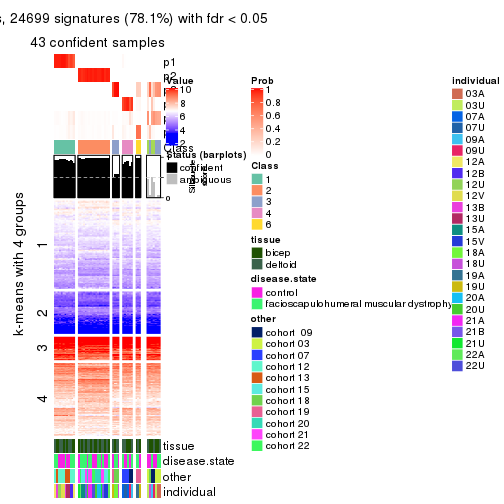 s, 24699 signatures (78.1%) with fdr < 0.05
43 confident samples
p1
p2
Class
k-means with 4 groups
1
2
3
4
tissue
disease.state
other
individual
Value
10
8
6
4
2
Status (barplots)
confident
ambiguous
0
Prob
1
0.8
0.6
0.4
0.2
0
Class
1
2
3
4
6
tissue
bicep
deltoid
disease.state
control
facioscapulohumeral muscular dystrophy
other
cohort 09
cohort 03
cohort 07
cohort 12
cohort 13
cohort 15
cohort 18
cohort 19
cohort 20
cohort 21
cohort 22
individual
03A
03U
07A
07U
09A
09U
12A
12B
12U
12V
13B
13U
15A
15V
18A
18U
19A
19U
20A
20U
21A
21B
21U
22A
22U